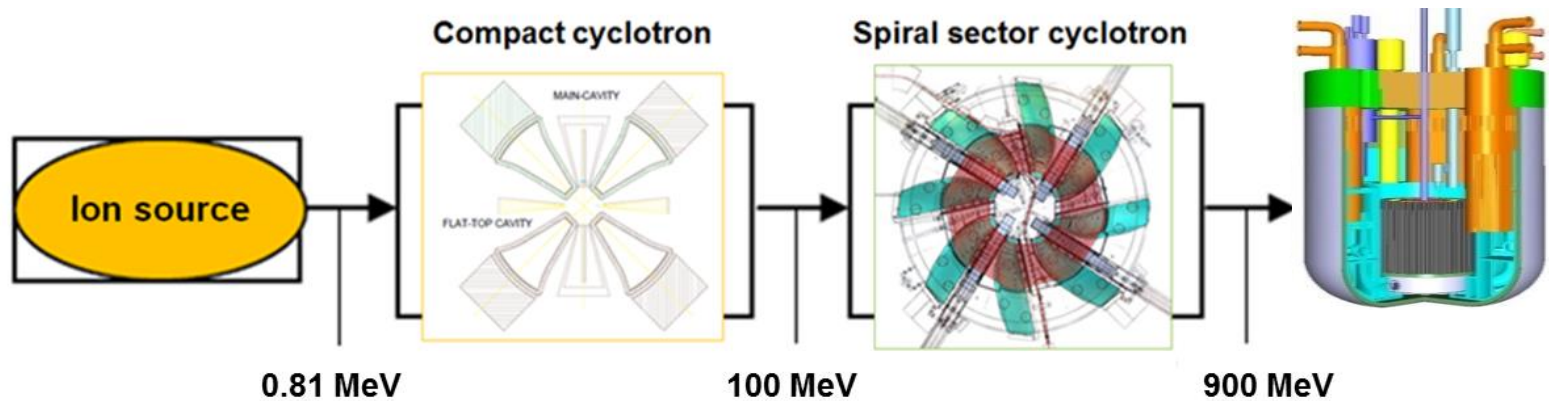 Compact cyclotron
Spiral sector cyclotron
MAIN-CAVITY
Ion source
FLAT-TOP CAVITY
0.81 MeV
100 MeV
900 MeV